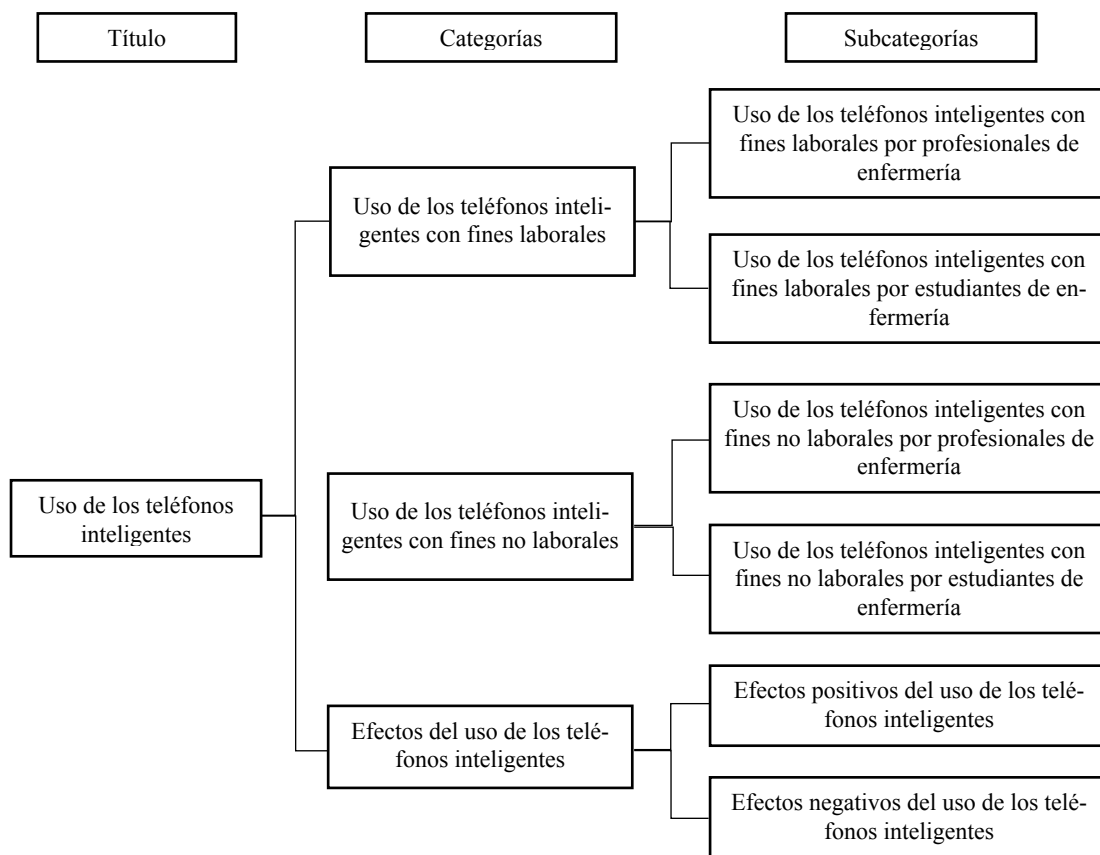 Título
Categorías
Subcategorías
Uso de los teléfonos
inteligentes
Uso de los teléfonos inteli-
gentes con fines laborales
Uso de los teléfonos inteligentes con
fines laborales por profesionales de
enfermería
Uso de los teléfonos inteligentes con
fines laborales por estudiantes de en-
fermería
Uso de los teléfonos inteli-
gentes con fines no laborales
Uso de los teléfonos inteligentes con
fines no laborales por profesionales de
enfermería
Uso de los teléfonos inteligentes con
fines no laborales por estudiantes de
enfermería
Efectos del uso de los telé-
fonos inteligentes
Efectos positivos del uso de los telé-
fonos inteligentes
Efectos negativos del uso de los telé-
fonos inteligentes